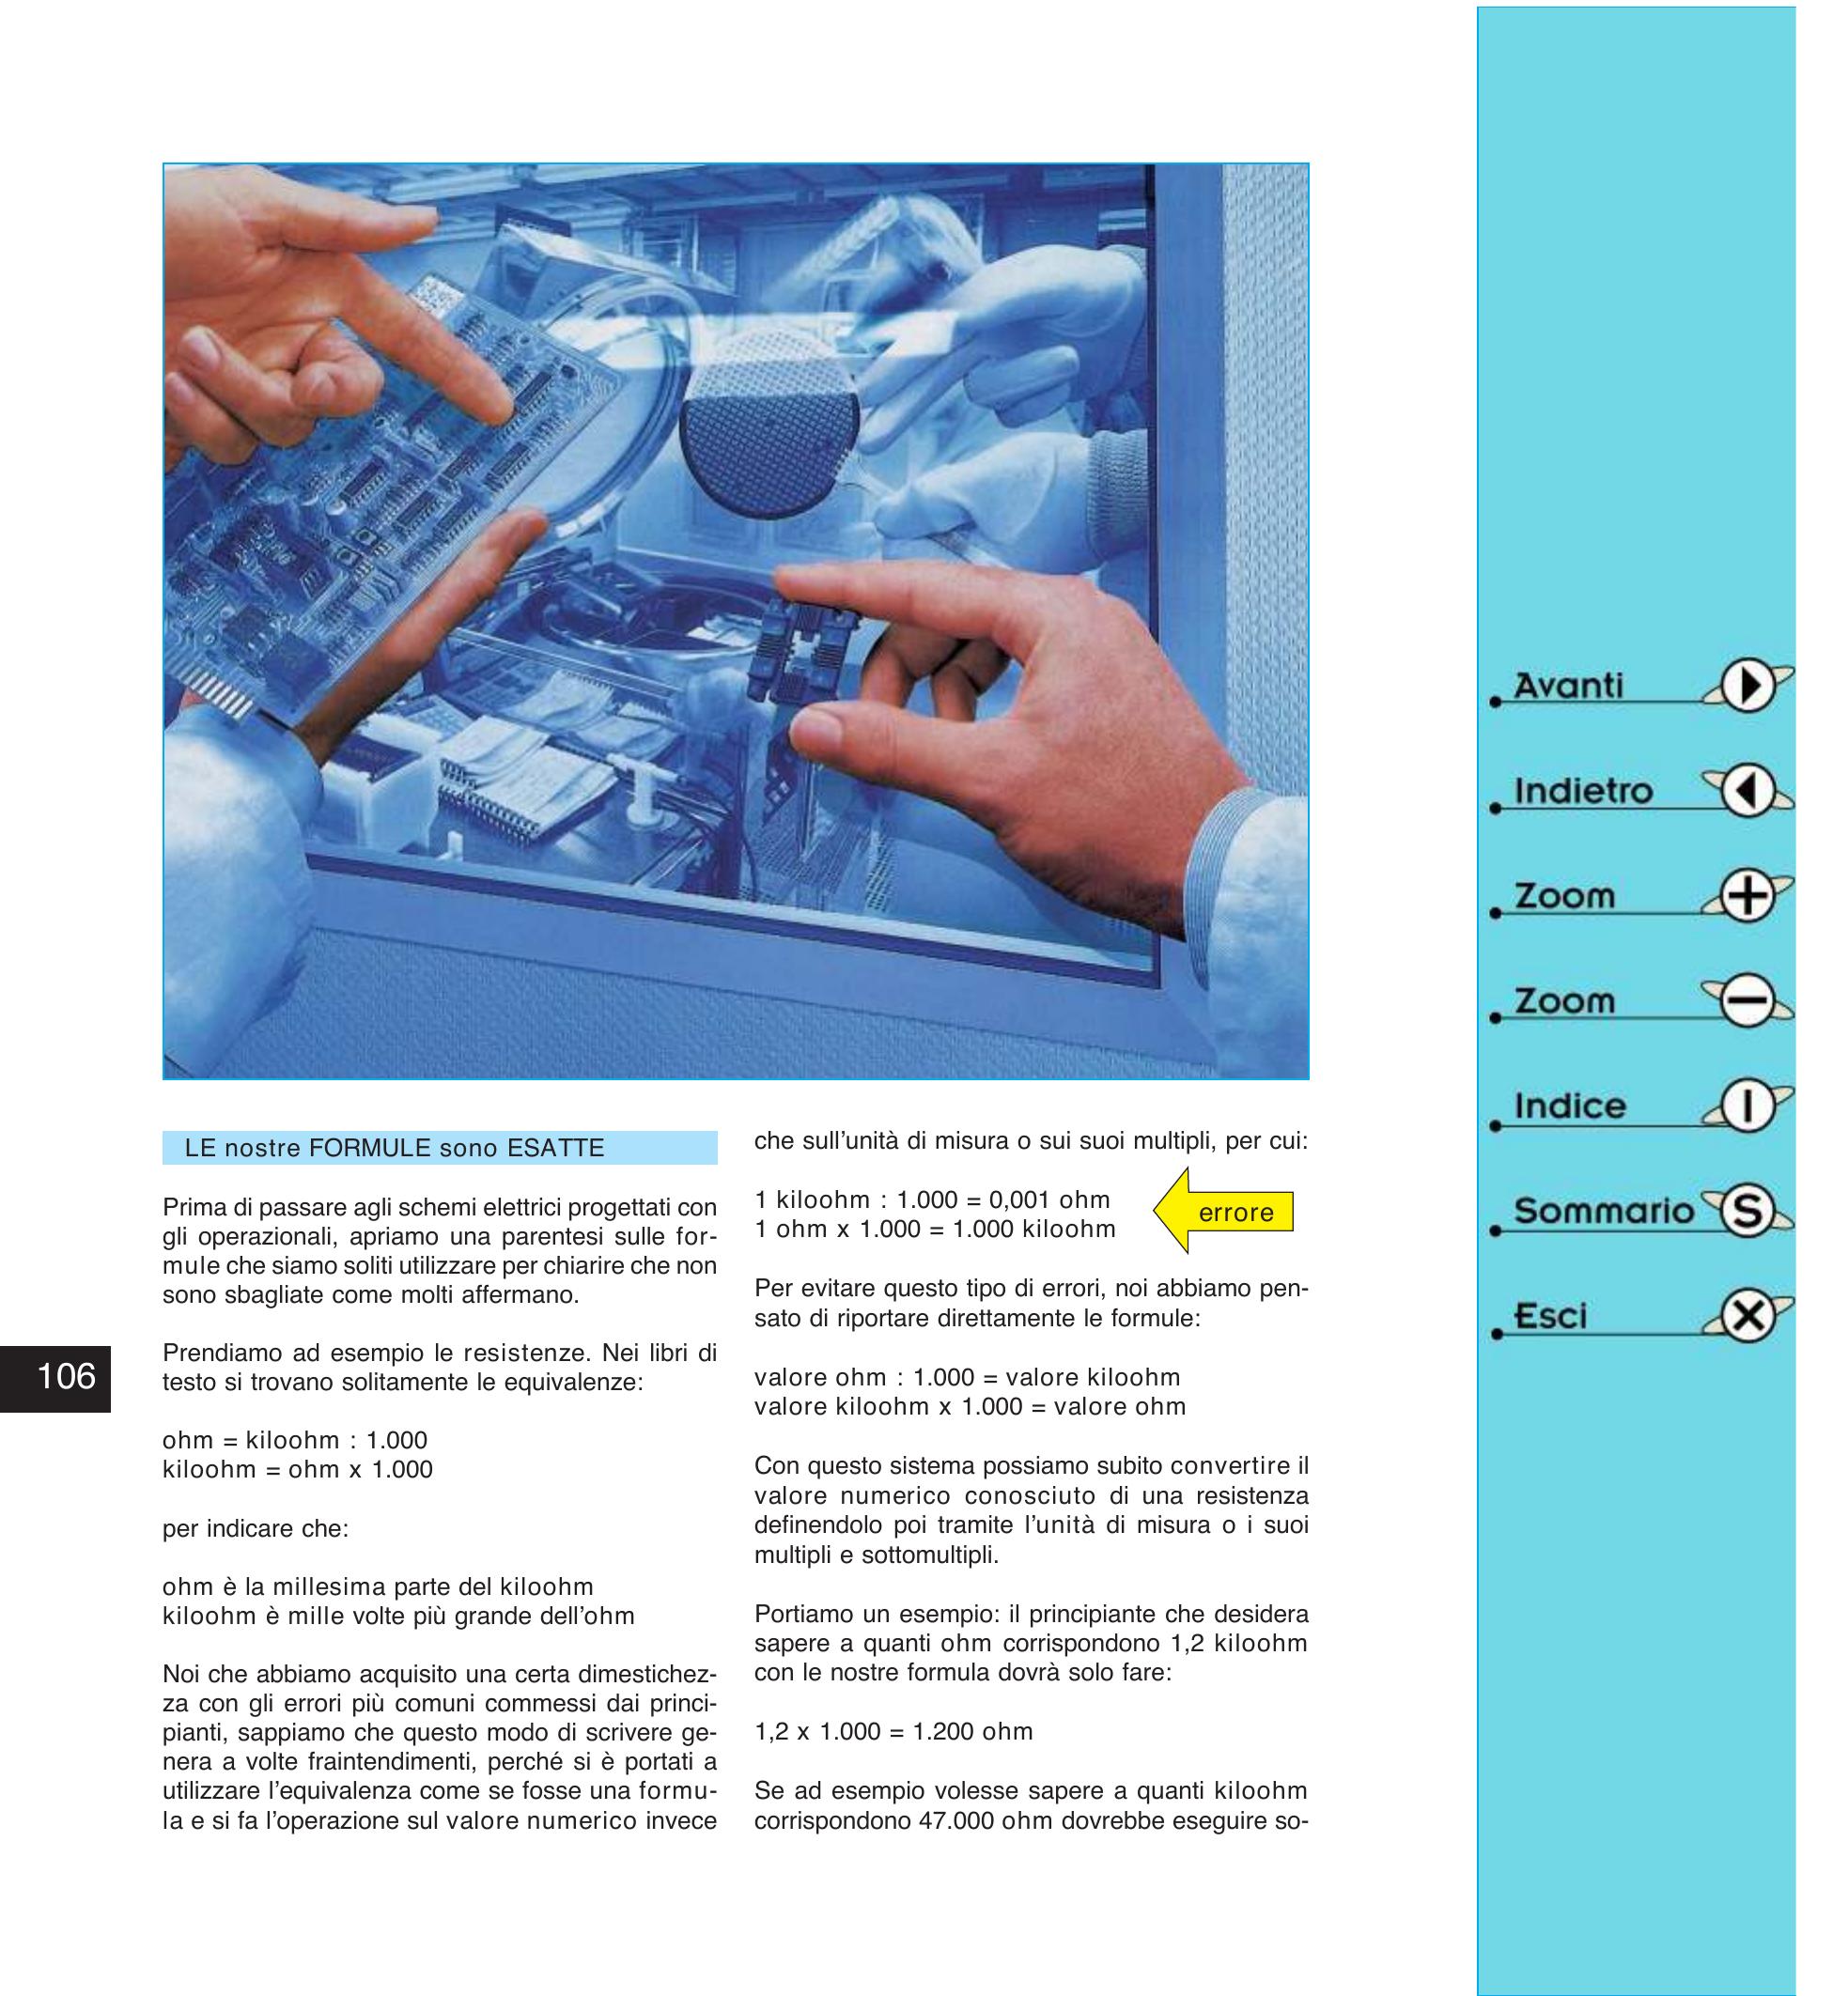 LE nostre FORMULE sono ESATTE
Prima di passare agli schemi elettrici progettati con
gli operazionali, apriamo una parentesi sulle for-
mule che siamo soliti utilizzare per chiarire che non
sono sbagliate come molti affermano.
Prendiamo ad esempio le resistenze. Nei libri di
testo si trovano solitamente le equivalenze:
ohm = kiloohm : 1.000
kiloohm = ohm x 1.000
per indicare che:
ohm è la millesima parte del kiloohm
kiloohm è mille volte più grande dell'ohm
Noi che abbiamo acquisito una certa dimestichez-
za con gli errori più comuni commessi dai princi-
pianti, sappiamo che questo modo di scrivere ge-
nera a volte fraintendimenti, perché si è portati a
utilizzare l'equivalenza come se fosse una formu-
la e si fa l'operazione sul valore numerico invece
che sull'unità di misura o sui suoi multipli, per cui:
1 kiloohm : 1.000 = 0,001 ohm
1 ohm x 1.000 = 1.000 kiloohm
errore
Per evitare questo tipo di errori, noi abbiamo pen-
sato di riportare direttamente le formule:
valore ohm : 1.000 = valore kiloohm
valore kiloohm x 1.000 = valore ohm
Con questo sistema possiamo subito convertire il
valore numerico conosciuto di una resistenza
definendolo poi tramite l'unità di misura o i suoi
multipli e sottomultipli.
Portiamo un esempio: il principiante che desidera
sapere a quanti ohm corrispondono 1,2 kiloohm
con le nostre formula dovrà solo fare:
1,2 x 1.000 = 1.200 ohm
Se ad esempio volesse sapere a quanti kiloohm
corrispondono 47.000 ohm dovrebbe eseguire so-
106
Avanti
Indietro
Zoom +
Zoom −
Indice I
Sommario S
Esci X